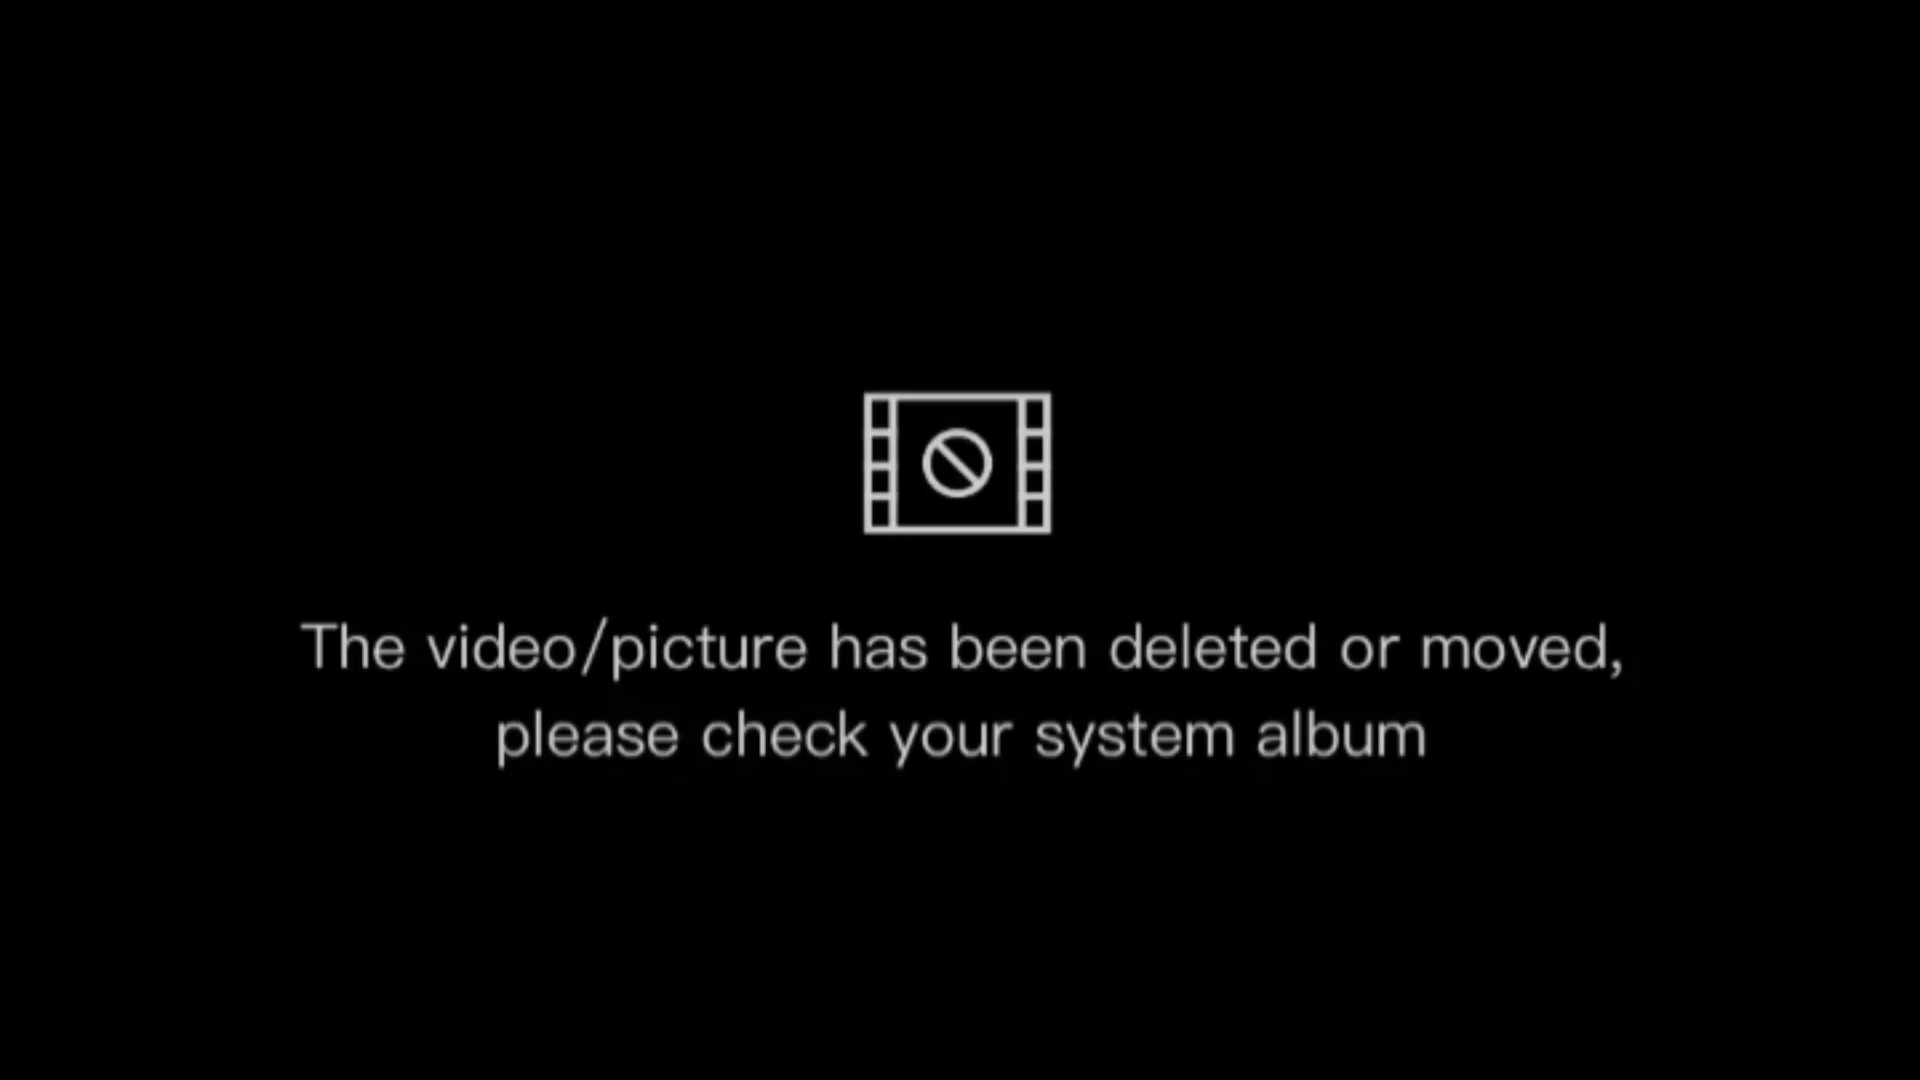 The video/picture has been deleted or moved,
please check your system album